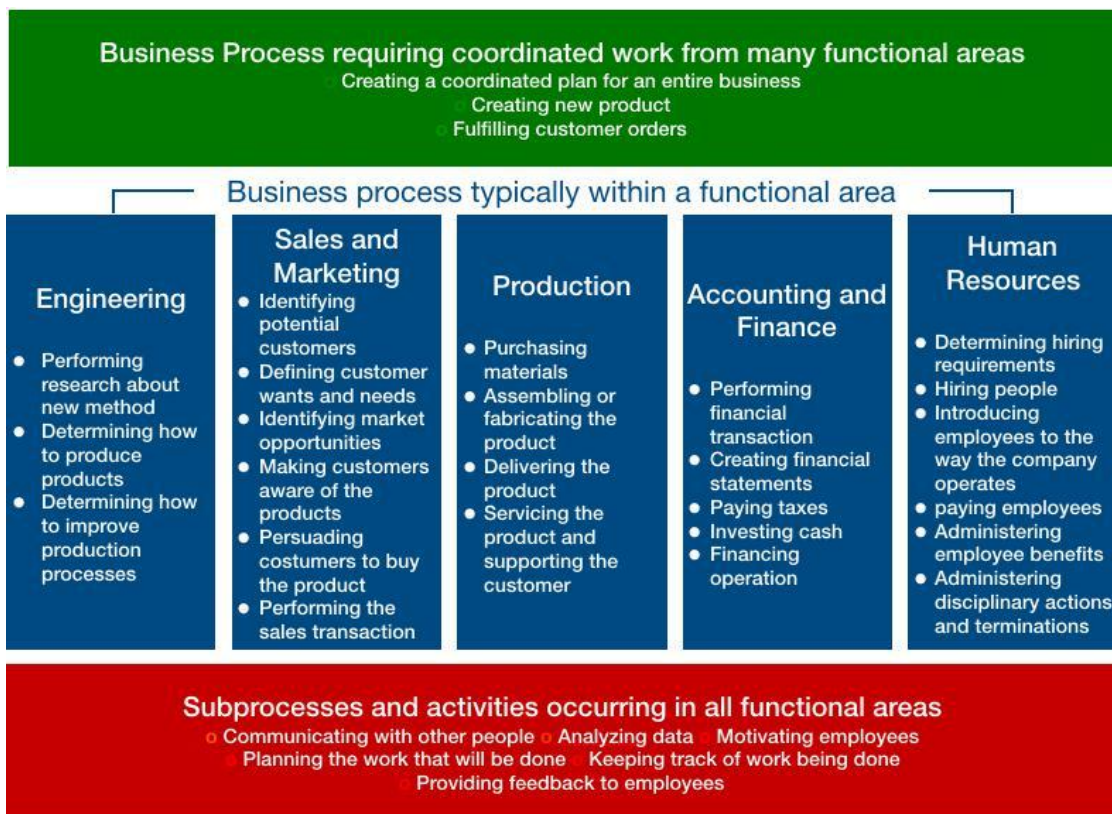 Business Process requiring coordinated work from many functional areas
o Creating a coordinated plan for an entire business
o Creating new product
o Fulfilling customer orders
Business process typically within a functional area
Engineering
● Performing
research about
new method
● Determining how
to produce
products
● Determining how
to improve
production
processes
Sales and
Marketing
● Identifying
potential
customers
● Defining customer
wants and needs
● Identifying market
opportunities
● Making customers
aware of the
products
● Persuading
costumers to buy
the product
● Performing the
sales transaction
Production
● Purchasing
materials
● Assembling or
fabricating the
product
● Delivering the
product
● Servicing the
product and
supporting the
customer
Accounting and
Finance
● Performing
financial
transaction
● Creating financial
statements
● Paying taxes
● Investing cash
● Financing
operation
Human
Resources
● Determining hiring
requirements
● Hiring people
● Introducing
employees to the
way the company
operates
● paying employees
● Administering
employee benefits
● Administering
disciplinary actions
and terminations
Subprocesses and activities occurring in all functional areas
o Communicating with other people o Analyzing data o Motivating employees
o Planning the work that will be done o Keeping track of work being done
o Providing feedback to employees